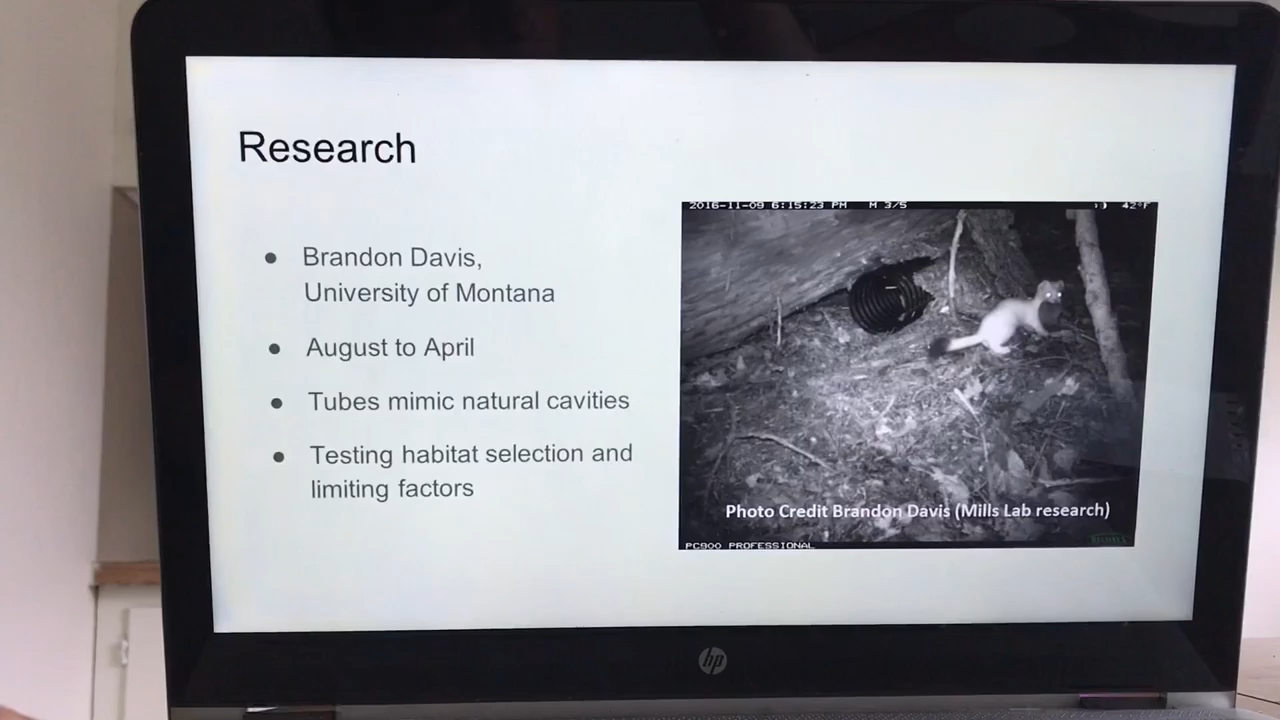 Research
Brandon Davis,
University of Montana
August to April
Tubes mimic natural cavities
Testing habitat selection and
limiting factors
2016-11-09 6:15:23 PM M 3/5 42°F
Photo Credit Brandon Davis (Mills Lab research)
PC900 PROFESSIONAL
hp